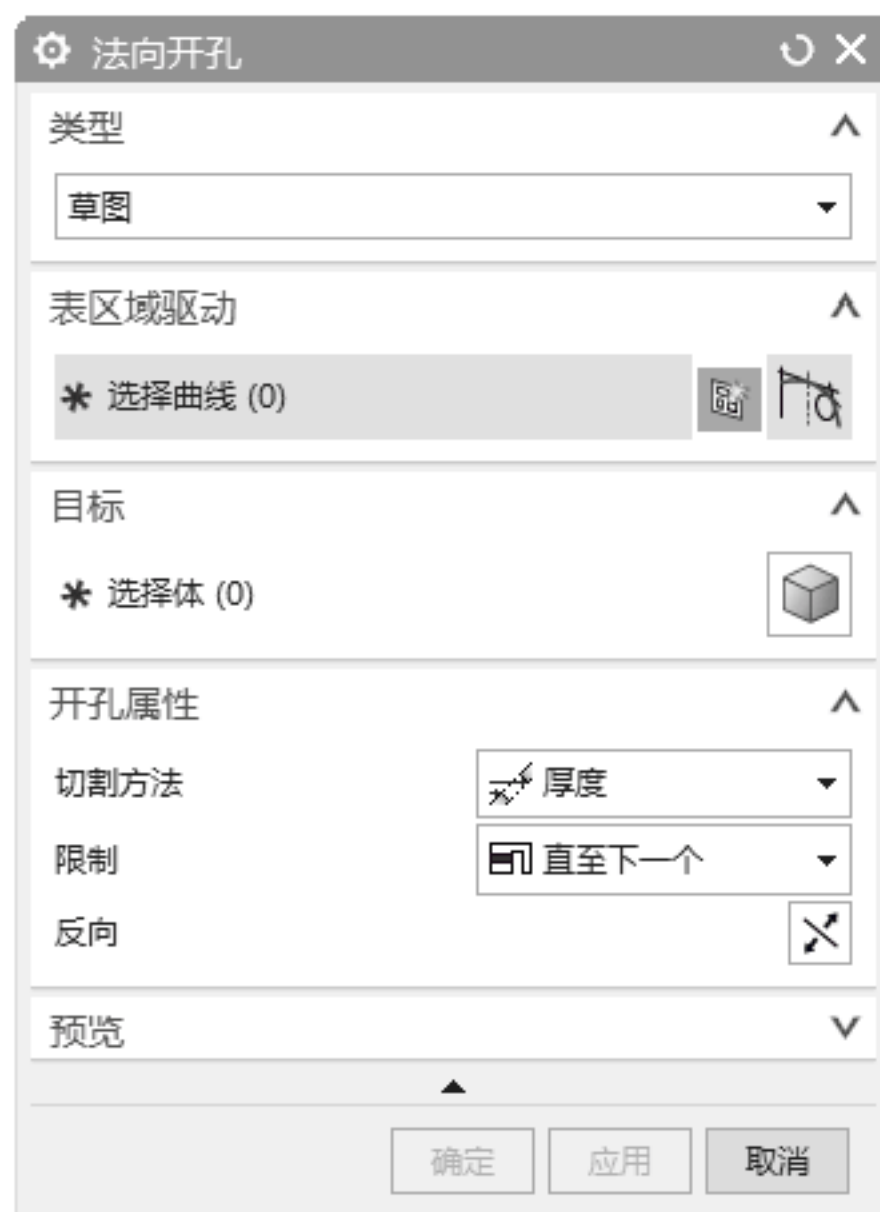 法向开孔
类型
草图
表区域驱动
选择曲线 (0)
目标
选择体 (0)
开孔属性
切割方法 厚度
限制 直至下一个
反向
预览
确定 应用 取消